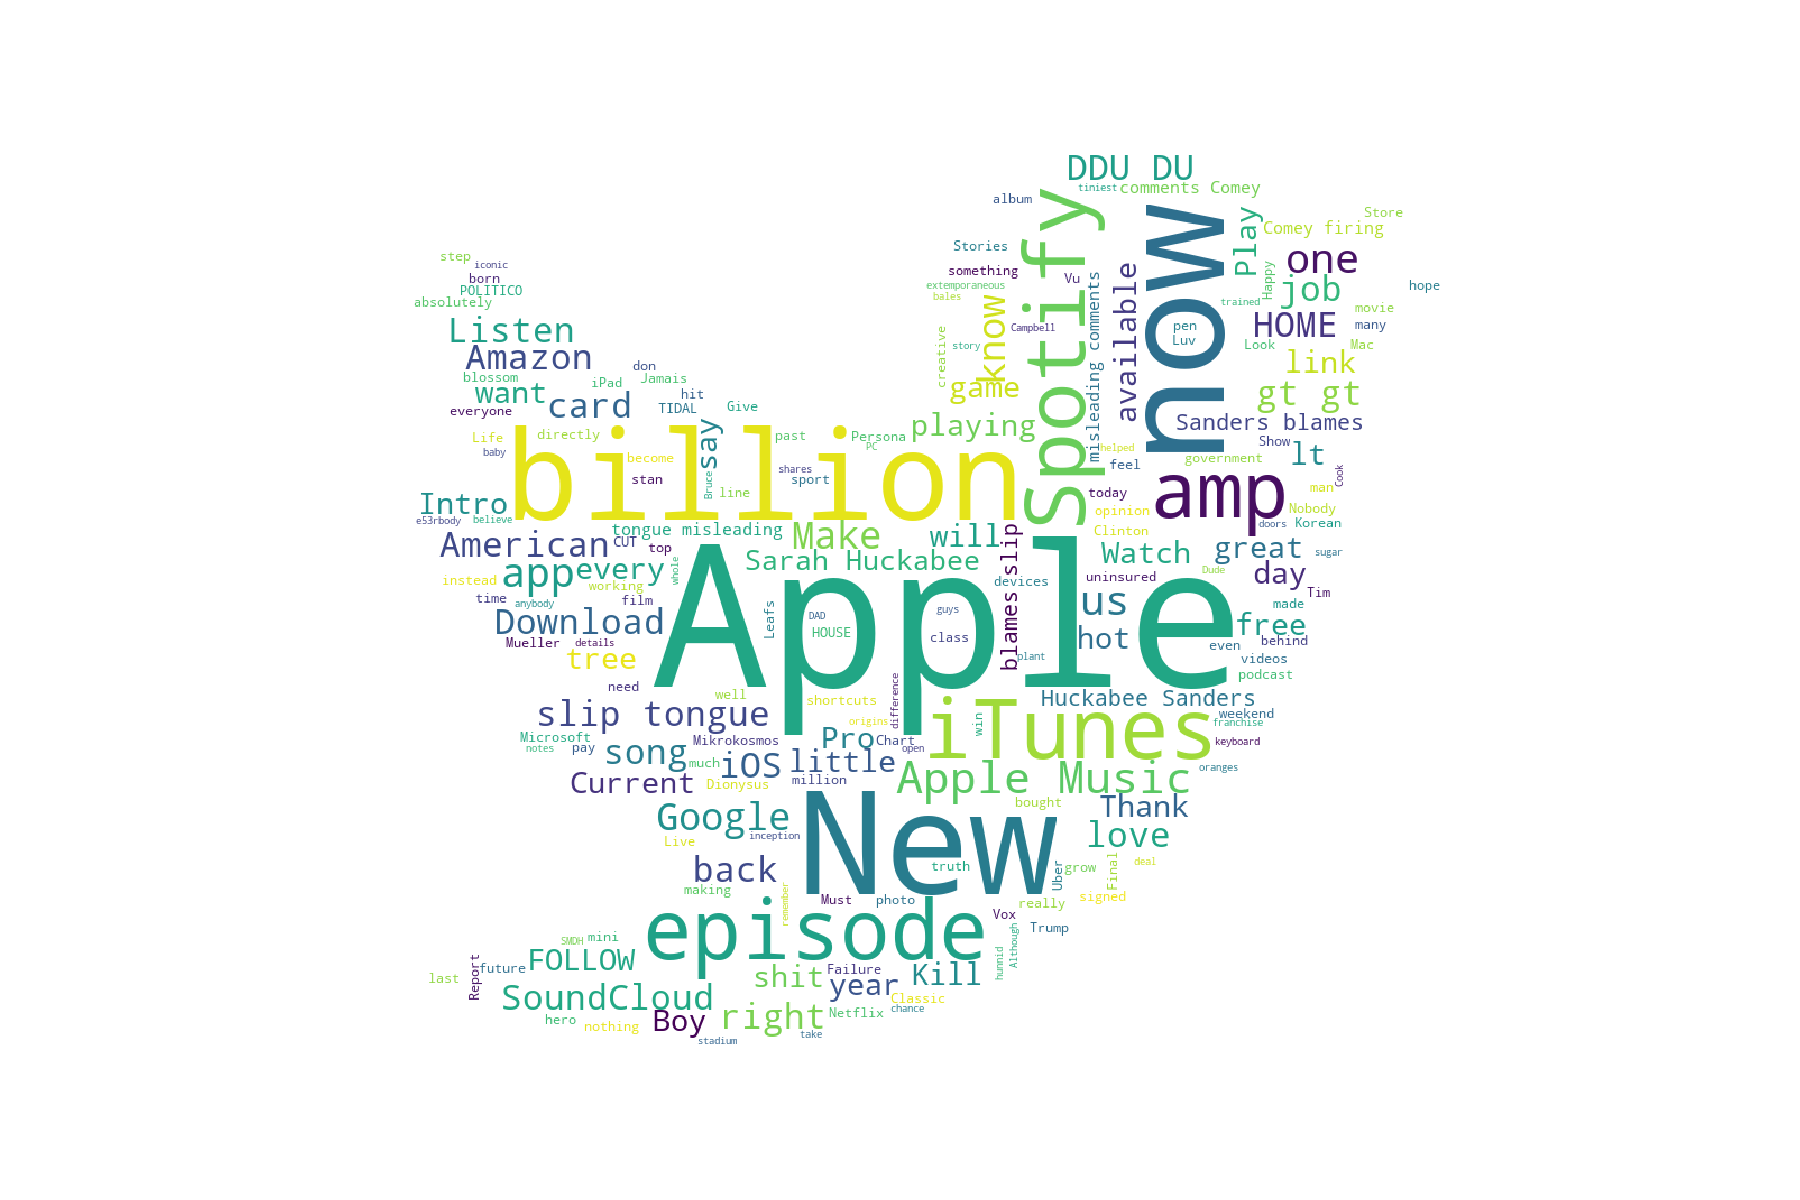 DDU DU
tiniest
comments Comey
album
Spotify
now
Play
Store
Comey firing
Stories
step
iconic
born
something
Vu
available
one
POLITICO
absolutely
extemporaneous
bales
misleading comments
Happy
job
hope
trained
movie
Listen
know
Campbell
pen
Luv
HOME
many
Amazon
creative
story
Look
Mac
don
link
blossom
iPad
Jamais
want
hit
game
gt gt
card
TIDAL
Give
everyone
playing
Sanders blames
Life
directly
say
past
Persona
PC
helped
Show
lt
baby
billion
become
shares
feel
government
stan
Bruce
sport
amp
Cook
line
today
man
Intro
opinion
Nobody
e53rbody
believe
tongue misleading
Make
will
Clinton
doors
Korean
American
CUT
top
Sarah Huckabee
blames slip
Watch
great
sugar
app
every
whole
Apple
devices
uninsured
Dude
day
instead
working
time
anybody
film
Leafs
DAD
guys
us
made
Tim
Download
HOUSE
class
hot
free
Mueller
details
even
behind
tree
plant
videos
need
podcast
well
shortcuts
difference
Huckabee Sanders
slip tongue
origins
iTunes
win
weekend
franchise
Microsoft
notes
pay
song
Mikrokosmos
Pro
Chart
open
keyboard
much
iOS
little
oranges
Current
Dionysus
million
Apple Music
New
bought
Thank
Google
Live
inception
love
back
truth
Uber
grow
Final
deal
making
remember
Must
photo
really
signed
episode
Vox
Trump
SMDH
mini
hunnid
Although
FOLLOW
future
last
Report
shit
Failure
year
Kill
SoundCloud
Classic
chance
hero
nothing
Boy
right
Netflix
stadium
take